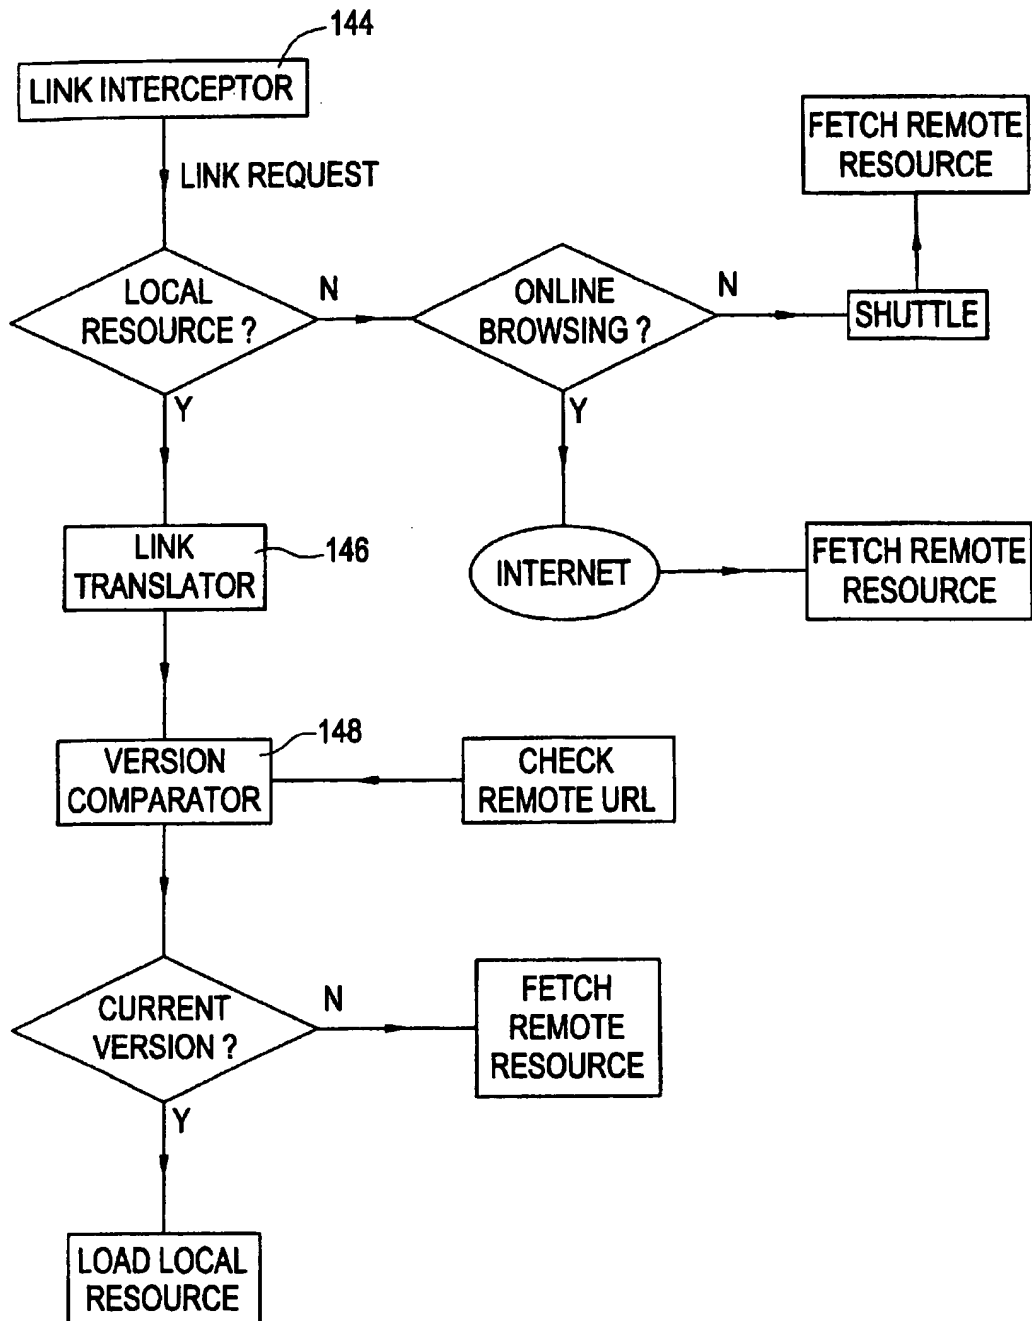 144
LINK INTERCEPTOR
LINK REQUEST
FETCH REMOTE
RESOURCE
LOCAL
RESOURCE ?
N
ONLINE
BROWSING ?
N
SHUTTLE
Y
Y
LINK
TRANSLATOR
146
INTERNET
FETCH REMOTE
RESOURCE
148
VERSION
COMPARATOR
CHECK
REMOTE URL
CURRENT
VERSION ?
N
FETCH
REMOTE
RESOURCE
Y
LOAD LOCAL
RESOURCE